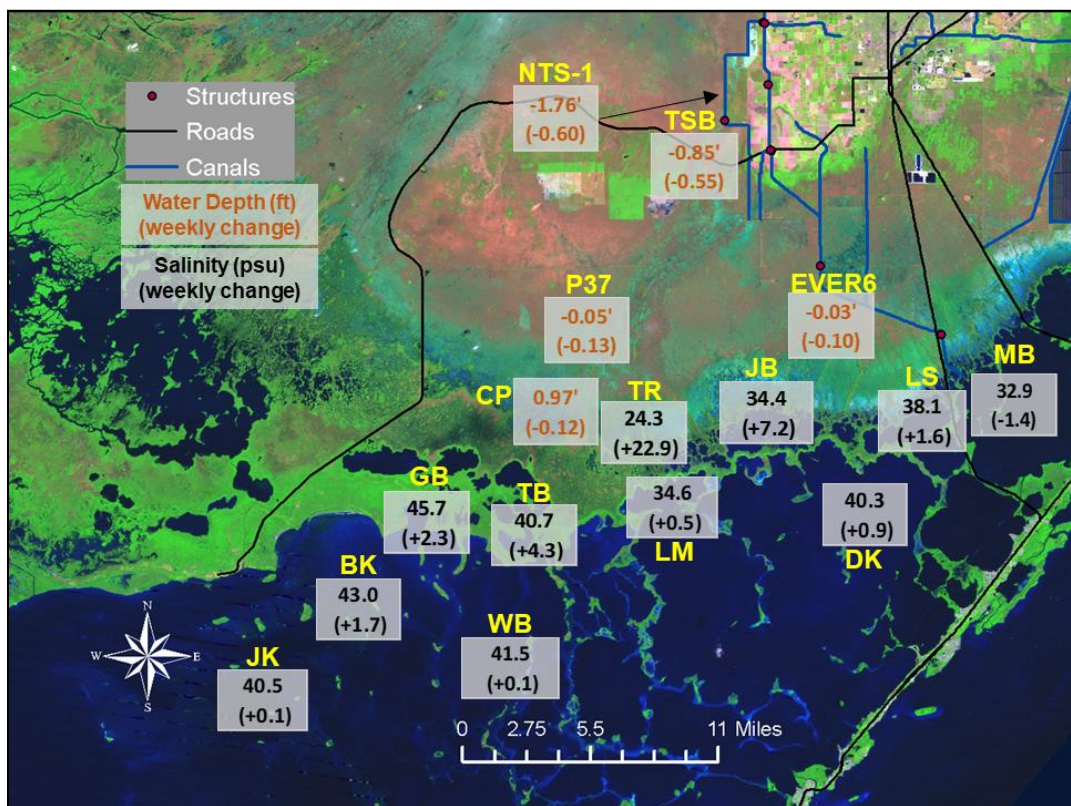 NTS-1
-1.76'
(-0.60)
Structures
Roads
Canals
TSB
-0.85'
(-0.55)
Water Depth (ft)
(weekly change)
Salinity (psu)
(weekly change)
P37
-0.05'
(-0.13)
EVER6
-0.03'
(-0.10)
CP
0.97'
(-0.12)
TR
24.3
(+22.9)
JB
34.4
(+7.2)
LS
38.1
(+1.6)
MB
32.9
(-1.4)
GB
45.7
(+2.3)
TB
40.7
(+4.3)
34.6
(+0.5)
LM
40.3
(+0.9)
DK
BK
43.0
(+1.7)
WB
41.5
(+0.1)
JK
40.5
(+0.1)
N
W E
S
0 2.75 5.5 11 Miles